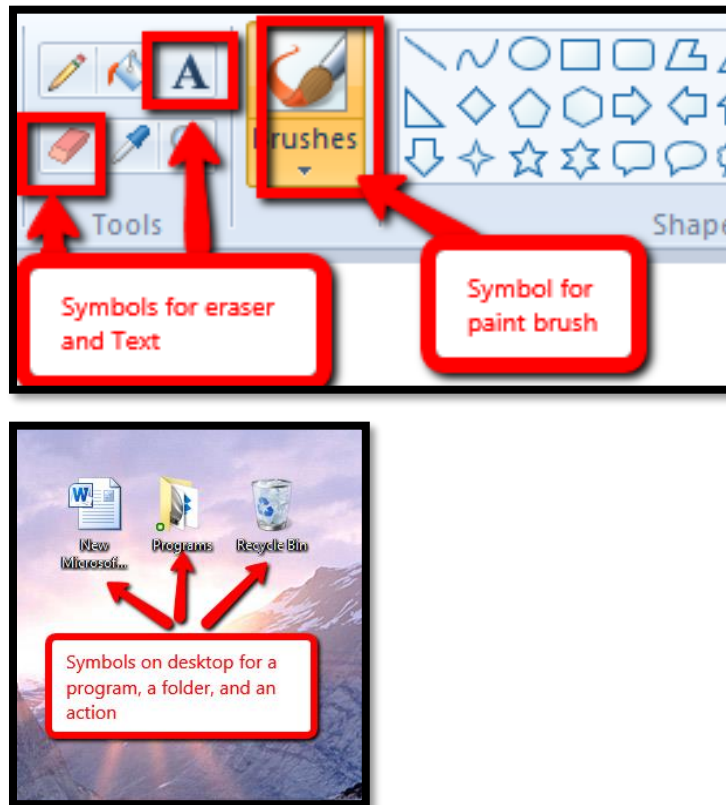 A
Brushes
Tools
Shape
Symbols for eraser
and Text
Symbol for
paint brush
W
New
Microsof...
Programs
Recycle Bin
Symbols on desktop for a
program, a folder, and an
action